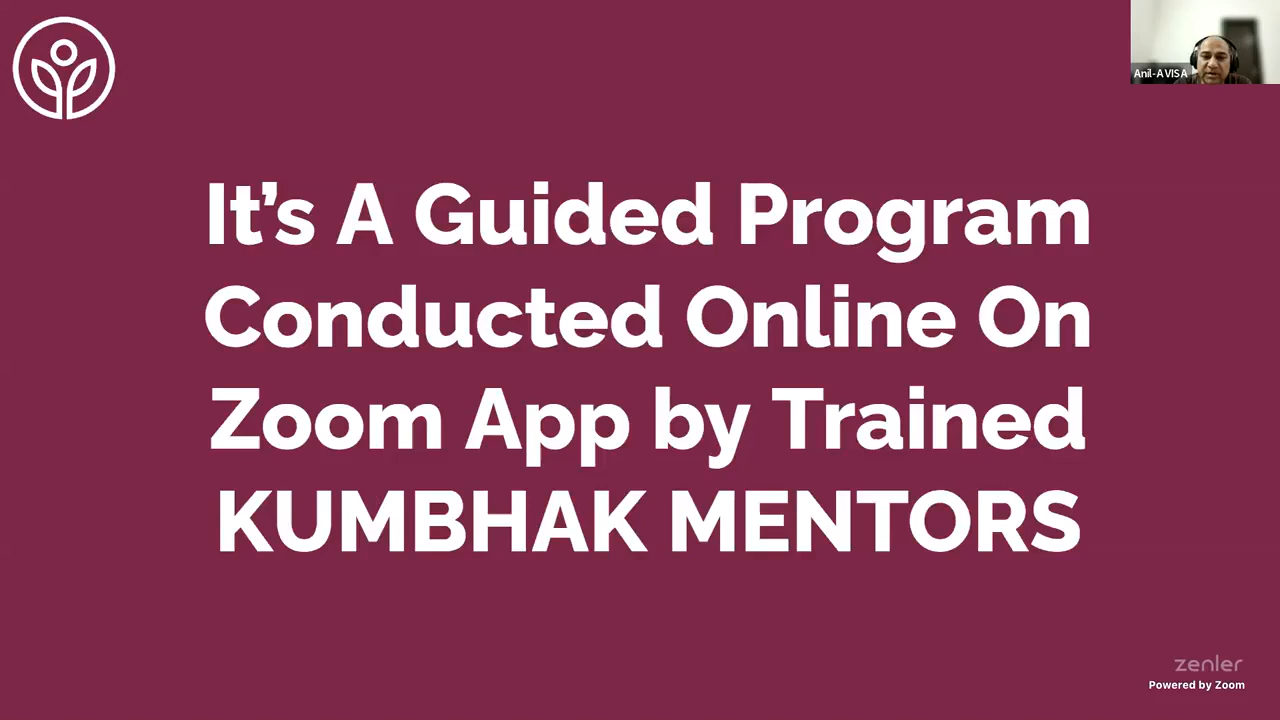 Anil-AVISA
It’s A Guided Program
Conducted Online On
Zoom App by Trained
KUMBHAK MENTORS
zenler
Powered by Zoom